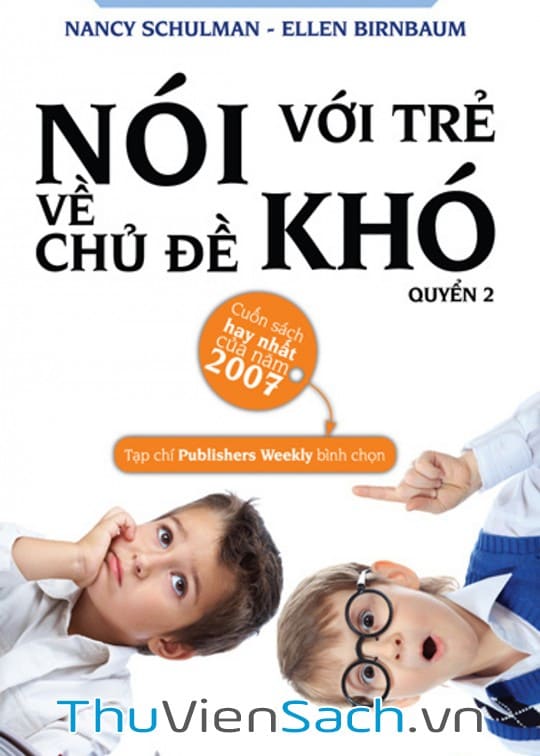 NANCY SCHULMAN - ELLEN BIRNBAUM
NÓI VỚI TRẺ
VỀ
CHỦ ĐỀ KHÓ
QUYỂN 2
Cuốn sách
hay nhất
của năm
2007
Tạp chí Publishers Weekly bình chọn
ThuVienSach.vn